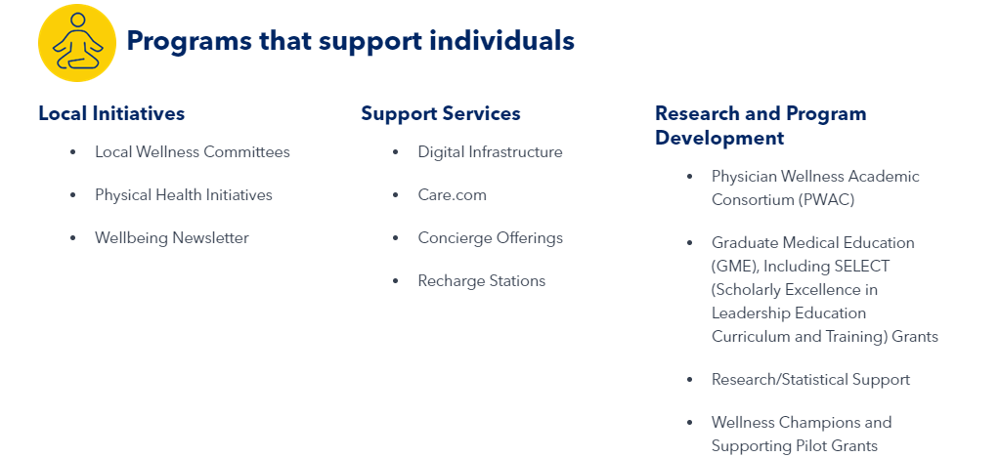 Programs that support individuals
Local Initiatives
• Local Wellness Committees
• Physical Health Initiatives
• Wellbeing Newsletter
Support Services
• Digital Infrastructure
• Care.com
• Concierge Offerings
• Recharge Stations
Research and Program
Development
• Physician Wellness Academic
Consortium (PWAC)
• Graduate Medical Education
(GME), Including SELECT
(Scholarly Excellence in
Leadership Education
Curriculum and Training) Grants
• Research/Statistical Support
• Wellness Champions and
Supporting Pilot Grants